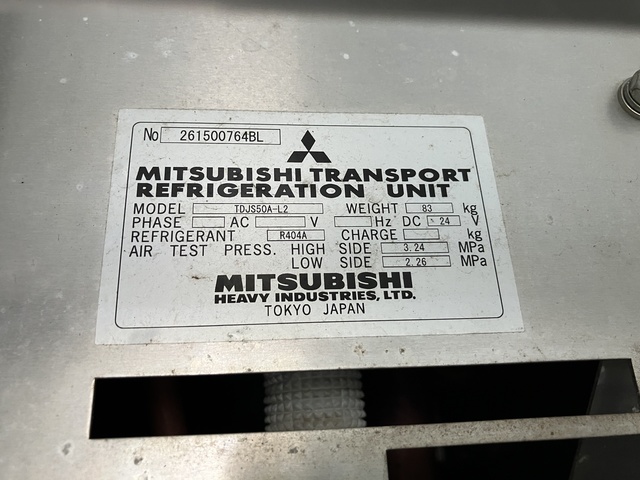 No 261500764BL
MITSUBISHI TRANSPORT
REFRIGERATION UNIT
MODEL TDJS50A-L2 WEIGHT 83 kg
PHASE AC V Hz DC 24 V
REFRIGERANT R404A CHARGE kg
AIR TEST PRESS. HIGH SIDE 3.24 MPa
LOW SIDE 2.26 MPa
MITSUBISHI
HEAVY INDUSTRIES, LTD.
TOKYO JAPAN